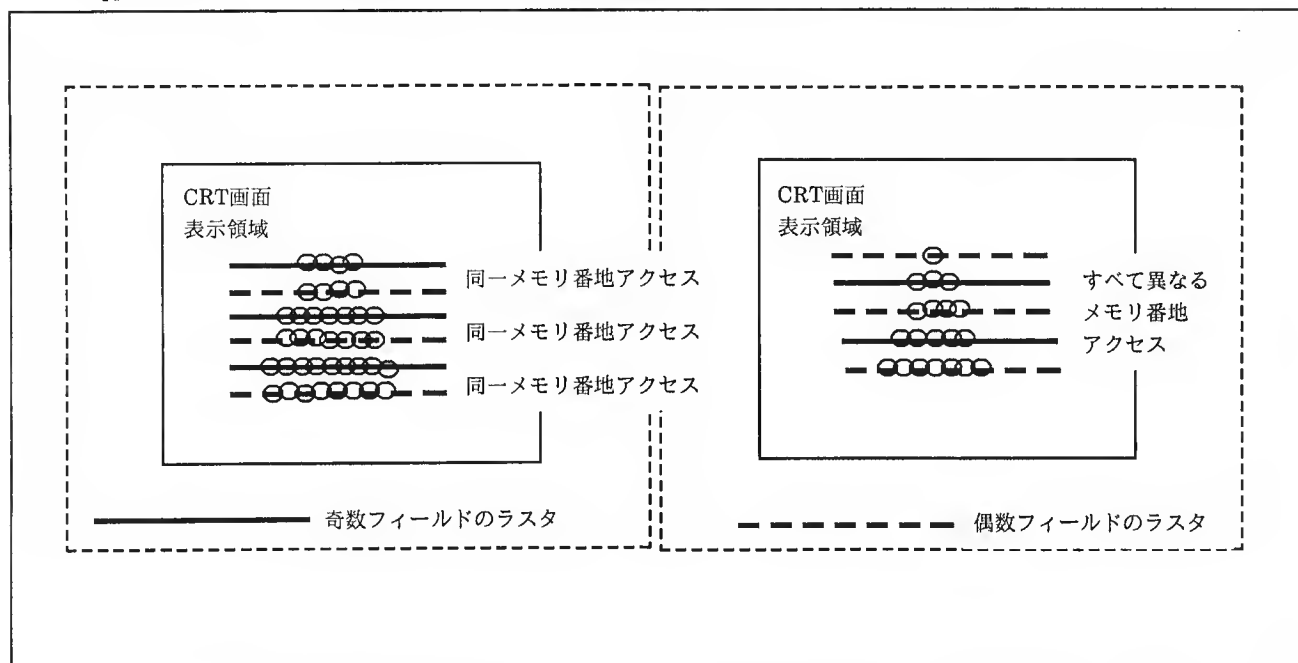 CRT画面
表示領域
同一メモリ番地アクセス
同一メモリ番地アクセス
同一メモリ番地アクセス
奇数フィールドのラスタ
CRT画面
表示領域
すべて異なる
メモリ番地
アクセス
偶数フィールドのラスタ